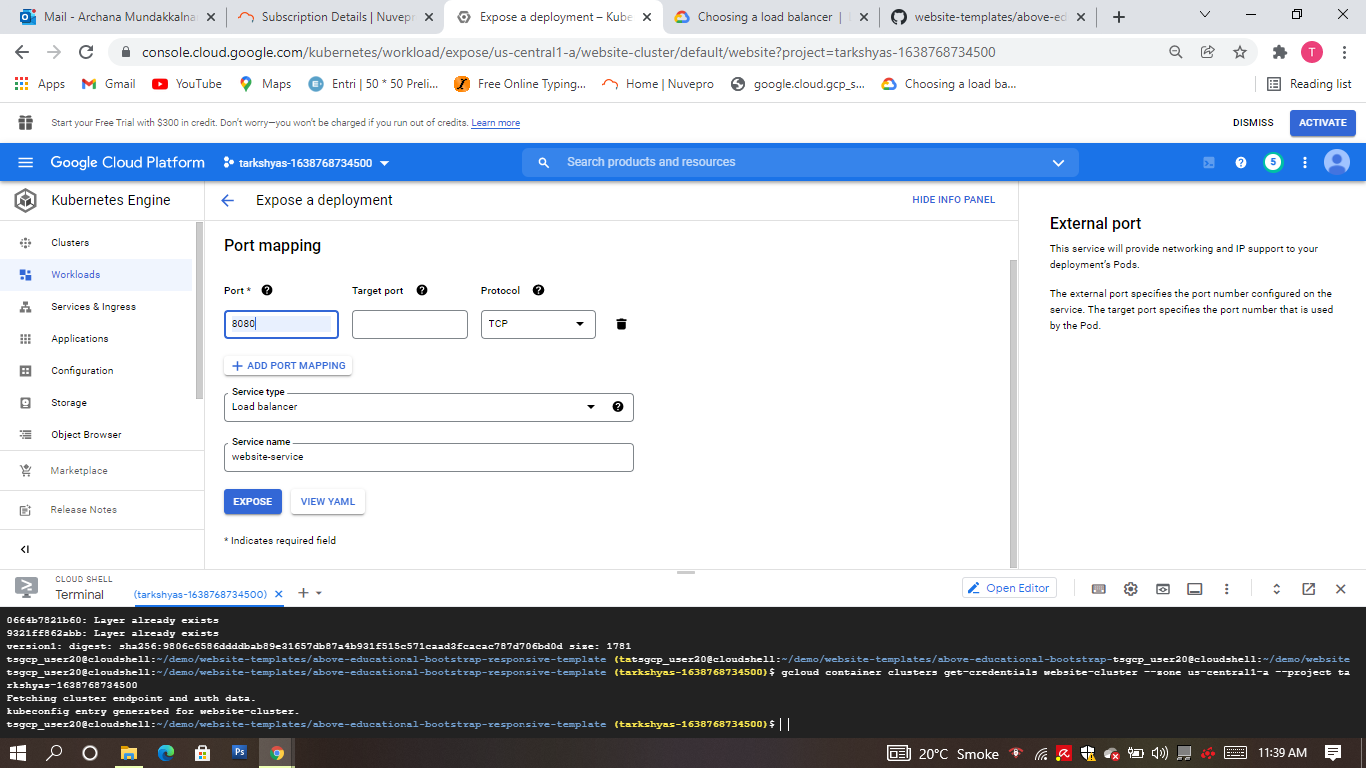 Mail - Archana Mundakkalna
Subscription Details | Nuvepr
Expose a deployment – Kube
Choosing a load balancer |
website-templates/above-ed
console.cloud.google.com/kubernetes/workload/expose/us-central1-a/website-cluster/default/website?project=tarkshyas-1638768734500
T
Apps
Gmail
YouTube
Maps
Entri | 50 * 50 Preli...
Free Online Typing...
Home | Nuvepro
google.cloud.gcp_s...
Choosing a load ba...
Reading list
Start your Free Trial with $300 in credit. Don't worry—you won't be charged if you run out of credits. Learn more
DISMISS
ACTIVATE
Google Cloud Platform
tarkshyas-1638768734500
Search products and resources
5
Kubernetes Engine
Expose a deployment
HIDE INFO PANEL
Clusters
Workloads
Services & Ingress
Applications
Configuration
Storage
Object Browser
Marketplace
Release Notes
Port mapping
Port *
Target port
Protocol
8080
TCP
ADD PORT MAPPING
Service type
Load balancer
Service name
website-service
EXPOSE
VIEW YAML
* Indicates required field
External port
This service will provide networking and IP support to your
deployment's Pods.
The external port specifies the port number configured on the
service. The target port specifies the port number that is used
by the Pod.
CLOUD SHELL
Terminal
(tarkshyas-1638768734500)
Open Editor
0664b7821b60: Layer already exists
9321ff862abb: Layer already exists
version1: digest: sha256:9806c6586ddddbab89e31657db87a4b931f515c571caad3fcacac787d706bd0d size: 1781
tsgcp_user20@cloudshell:~/demo/website-templates/above-educational-bootstrap-responsive-template (tatsgcp_user20@cloudshell:~/demo/website-templates/above-educational-bootstrap-tsgcp_user20@cloudshell:~/demo/website
tsgcp_user20@cloudshell:~/demo/website-templates/above-educational-bootstrap-responsive-template (tarkshyas-1638768734500)$ gcloud container clusters get-credentials website-cluster --zone us-central1-a --project ta
rkshyas-1638768734500
Fetching cluster endpoint and auth data.
kubeconfig entry generated for website-cluster.
tsgcp_user20@cloudshell:~/demo/website-templates/above-educational-bootstrap-responsive-template (tarkshyas-1638768734500)$
Ps
20°C Smoke
11:39 AM